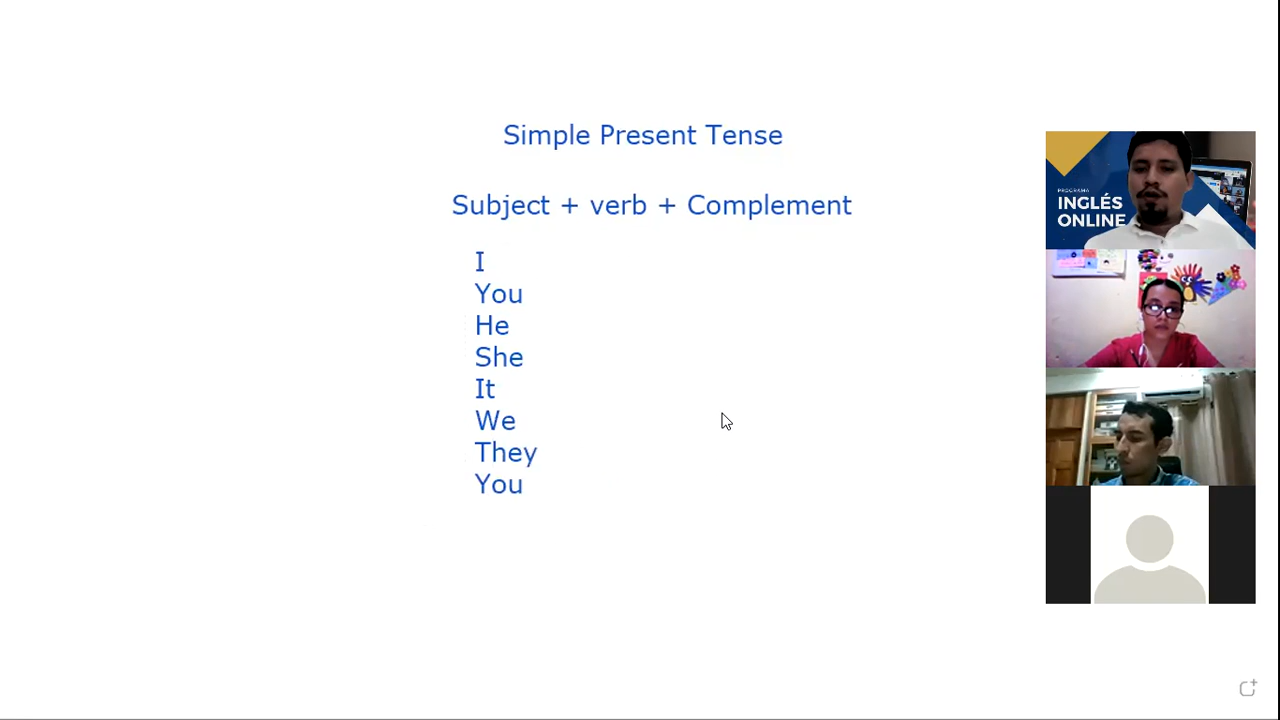 Simple Present Tense
Subject + verb + Complement
I
You
He
She
It
We
They
You
PROGRAMA
INGLÉS
ONLINE